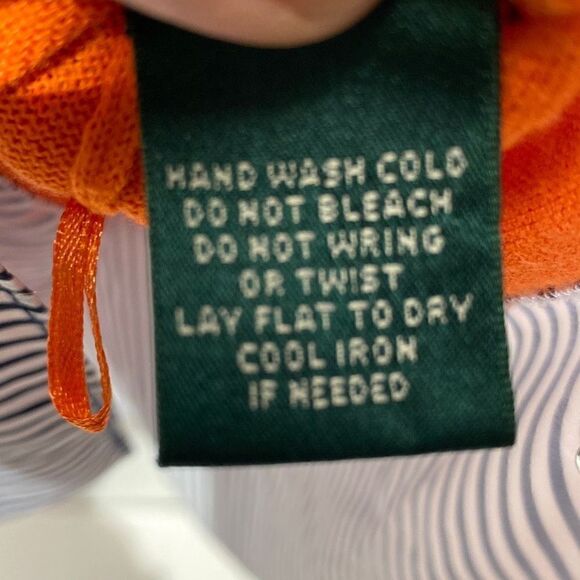 HAND WASH COLD
DO NOT BLEACH
DO NOT WRING
OR TWIST
LAY FLAT TO DRY
COOL IRON
IF NEEDED